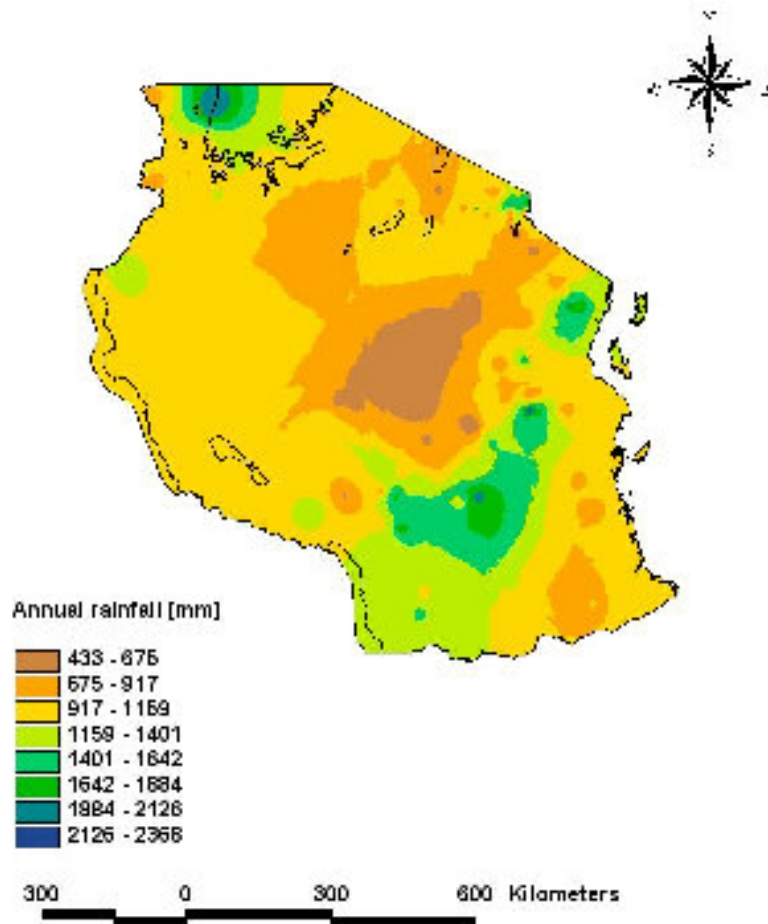 Annual rainfall [mm]
433 - 675
675 - 917
917 - 1159
1159 - 1401
1401 - 1642
1642 - 1884
1984 - 2126
2126 - 2368
300 0 300 600 Kilometers